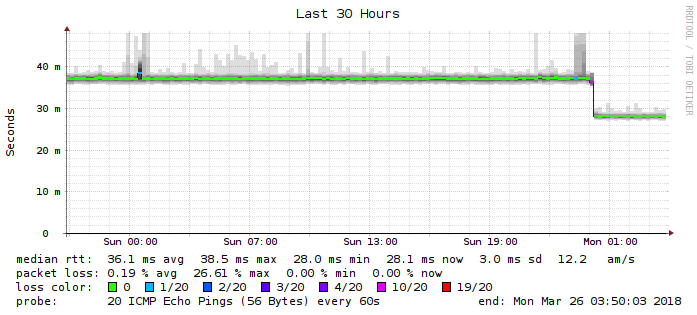 Last 30 Hours
RRDTOOL / TOBI OETIKER
Seconds
40 m
30 m
20 m
10 m
0
Sun 00:00 Sun 07:00 Sun 13:00 Sun 19:00 Mon 01:00
median rtt: 36.1 ms avg 38.5 ms max 28.0 ms min 28.1 ms now 3.0 ms sd 12.2 am/s
packet loss: 0.19 % avg 26.61 % max 0.00 % min 0.00 % now
loss color: 0 1/20 2/20 3/20 4/20 10/20 19/20
probe: 20 ICMP Echo Pings (56 Bytes) every 60s end: Mon Mar 26 03:50:03 2018